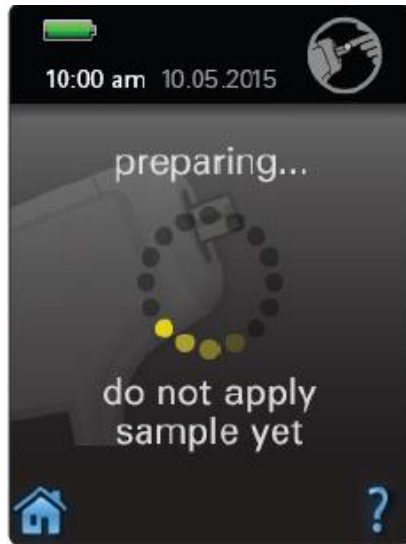 10:00 am 10.05.2015
preparing...
do not apply
sample yet
?